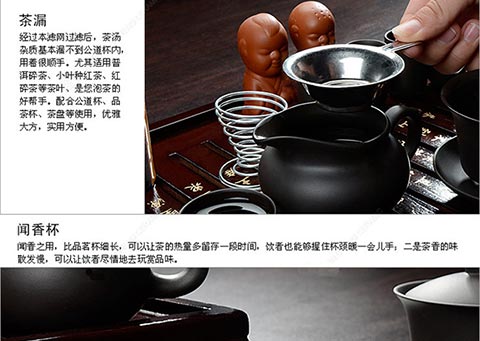 茶漏
经过本滤网过滤后，茶汤
杂质基本漏不到公道杯内，
用着很顺手。尤其适用普
洱碎茶、小叶种红茶、红
碎茶等茶叶、是您泡茶的
好帮手。配合公道杯、品
茶杯、茶盘等使用，优雅
大方，实用方便。
闻香杯
闻香之用，比品茗杯细长，可以让茶的热量多留存一段时间，饮者也能够握住杯颈暖一会儿手；二是茶香的味
散发慢，可以让饮者尽情地去玩赏品味。